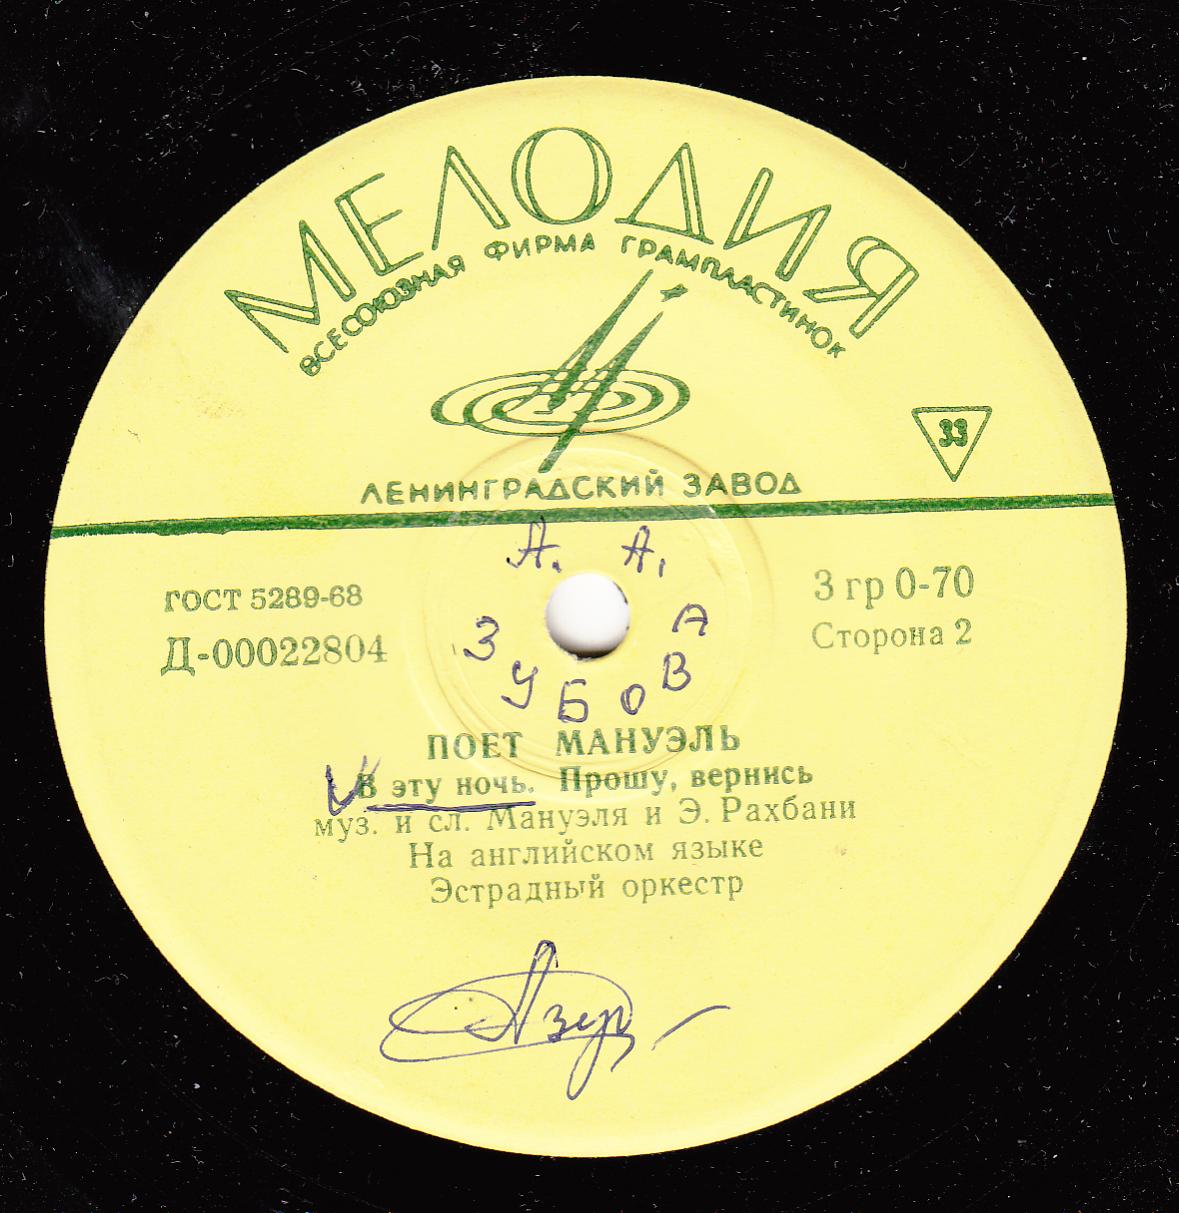 МЕЛОДИЯ
ВСЕСОЮЗНАЯ ФИРМА ГРАМПЛАСТИНОК
33
ЛЕНИНГРАДСКИЙ ЗАВОД
А. А.
ЗУБОВА
ГОСТ 5289-68
Д-00022804
3 гр 0-70
Сторона 2
ПОЕТ МАНУЭЛЬ
В эту ночь. Прошу, вернись
муз. и сл. Мануэля и Э. Рахбани
На английском языке
Эстрадный оркестр